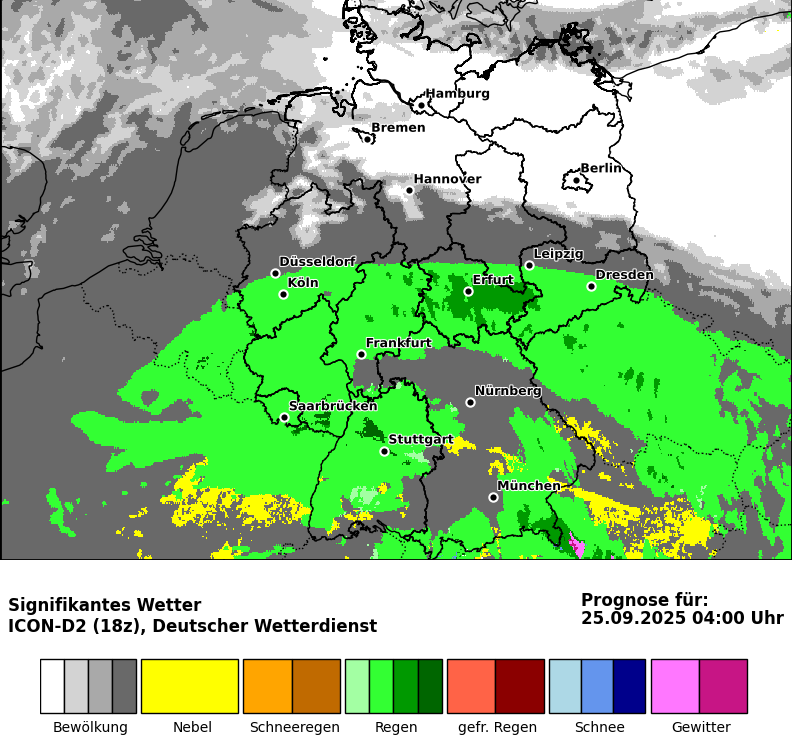 Hamburg
Bremen
Berlin
Hannover
Leipzig
Düsseldorf
Dresden
Köln
Erfurt
Frankfurt
Nürnberg
Saarbrücken
Stuttgart
München
Signifikantes Wetter
ICON-D2 (18z), Deutscher Wetterdienst
Prognose für:
25.09.2025 04:00 Uhr
Bewölkung Nebel Schneeregen Regen gefr. Regen Schnee Gewitter